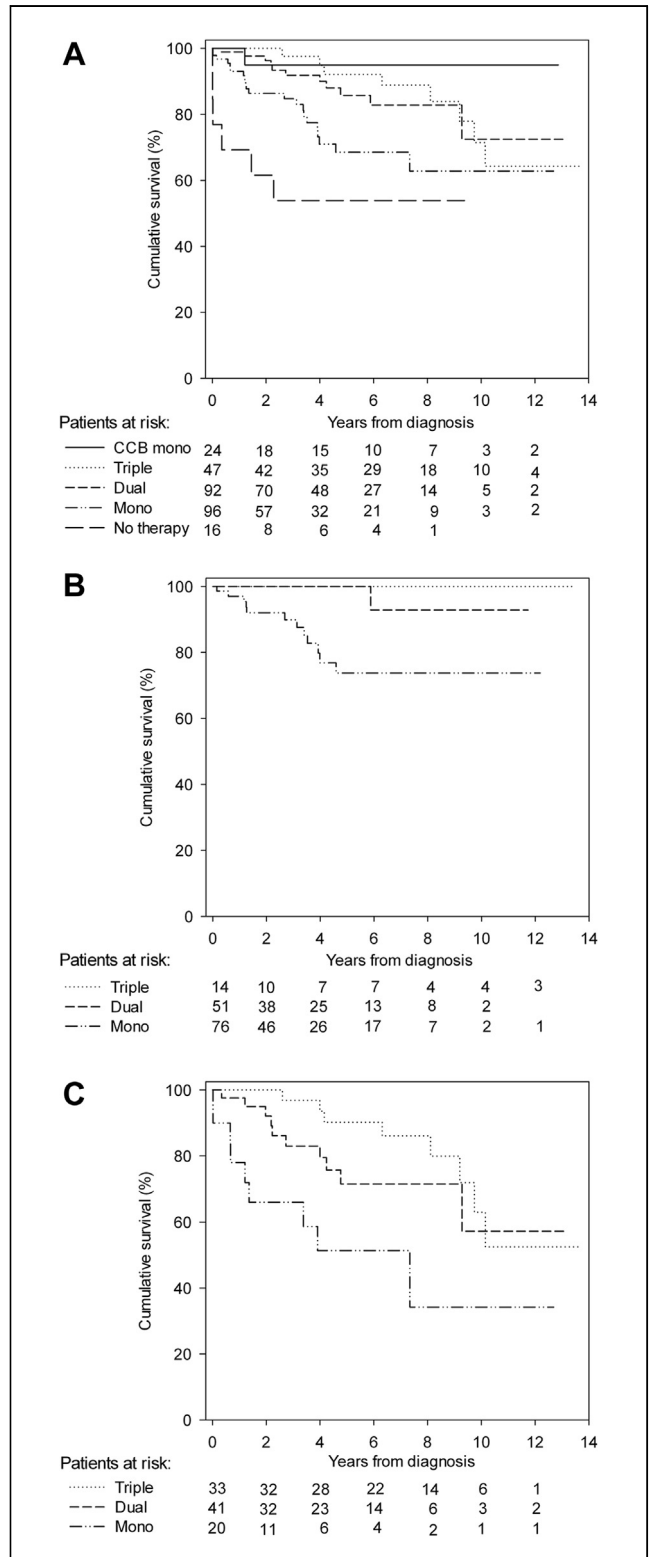 A
100
80
60
40
20
0
Cumulative survival (%)
0 2 4 6 8 10 12 14
Patients at risk: Years from diagnosis
CCB mono 24 18 15 10 7 3 2
Triple 47 42 35 29 18 10 4
Dual 92 70 48 27 14 5 2
Mono 96 57 32 21 9 3 2
No therapy 16 8 6 4 1
B
100
80
60
40
20
0
Cumulative survival (%)
0 2 4 6 8 10 12 14
Patients at risk: Years from diagnosis
Triple 14 10 7 7 4 4 3
Dual 51 38 25 13 8 2
Mono 76 46 26 17 7 2 1
C
100
80
60
40
20
0
Cumulative survival (%)
0 2 4 6 8 10 12 14
Patients at risk: Years from diagnosis
Triple 33 32 28 22 14 6 1
Dual 41 32 23 14 6 3 2
Mono 20 11 6 4 2 1 1